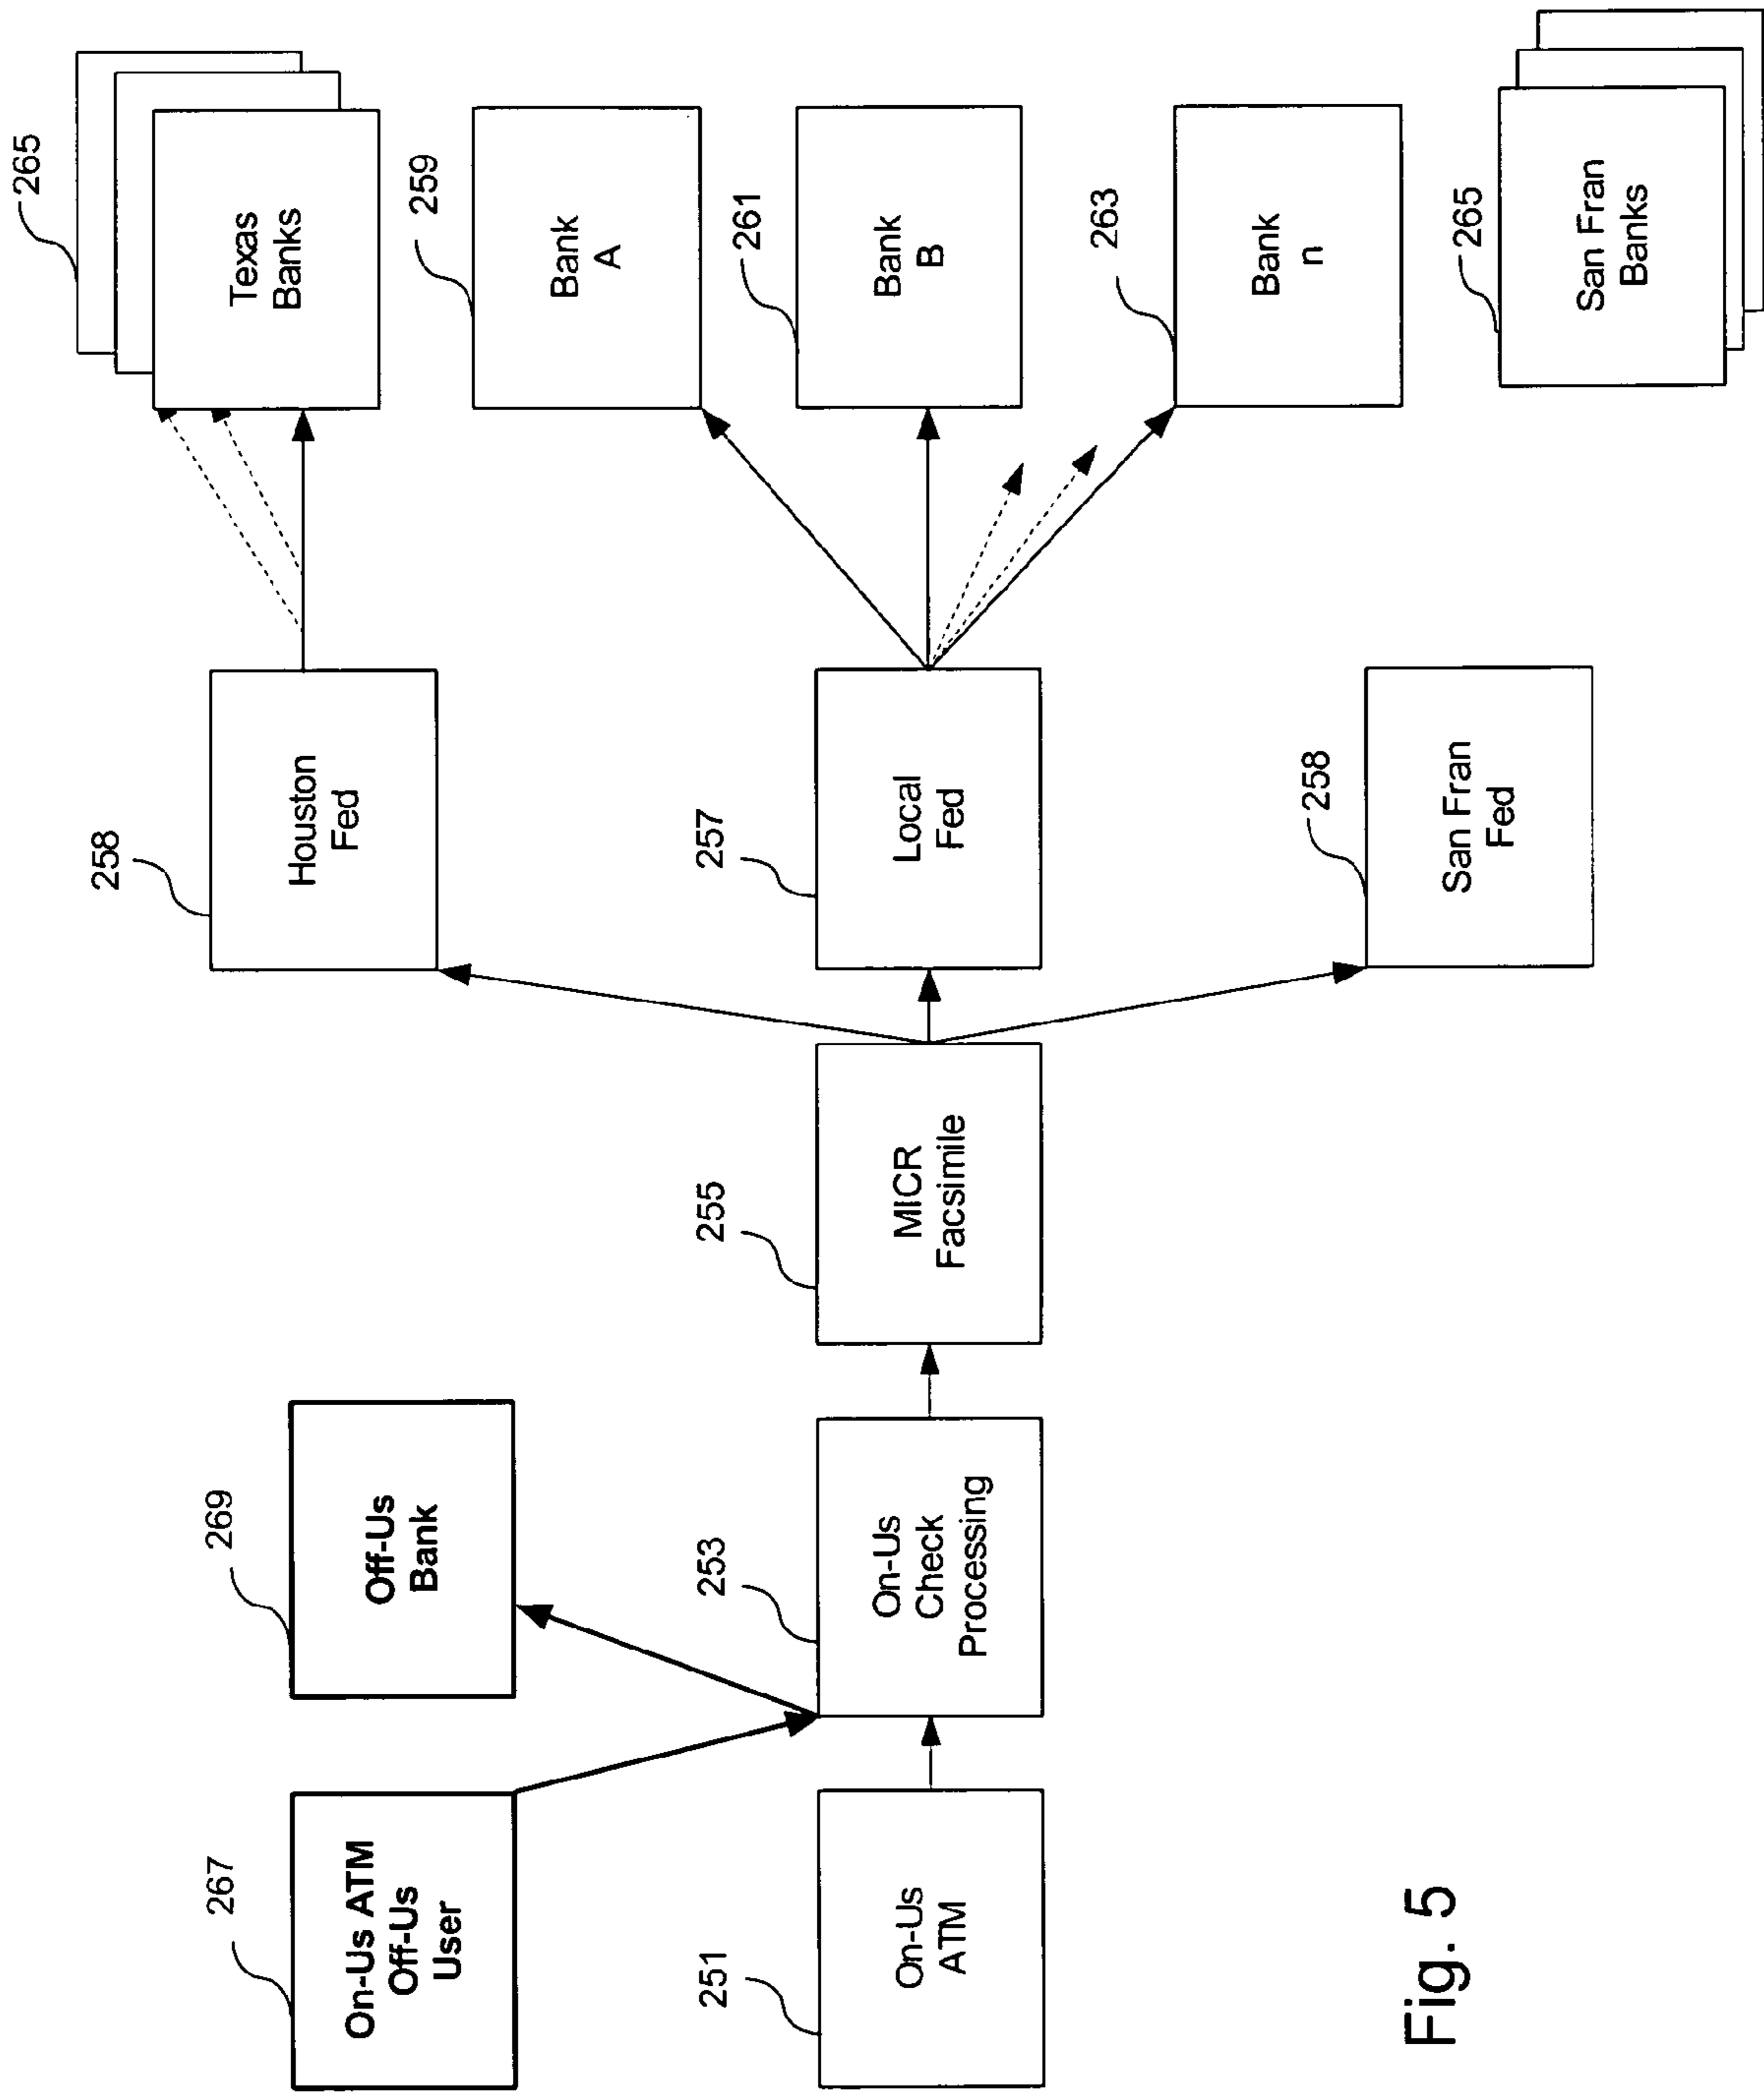 267
On-Us ATM
Off-Us
User
269
Off-Us
Bank
251
On-Us
ATM
253
On-Us
Check
Processing
255
MICR
Facsimile
258
Houston
Fed
257
Local
Fed
258
San Fran
Fed
265
Texas
Banks
259
Bank
A
261
Bank
B
263
Bank
n
265
San Fran
Banks
Fig. 5